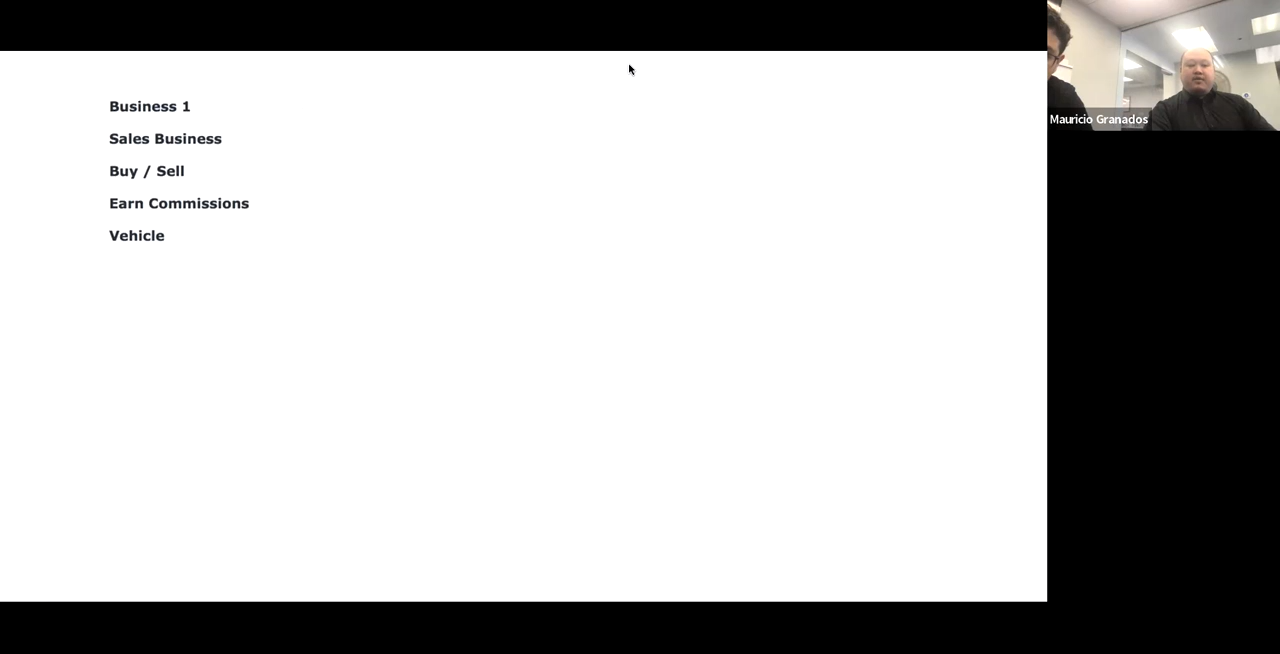 Business 1
Sales Business
Buy / Sell
Earn Commissions
Vehicle
Mauricio Granados